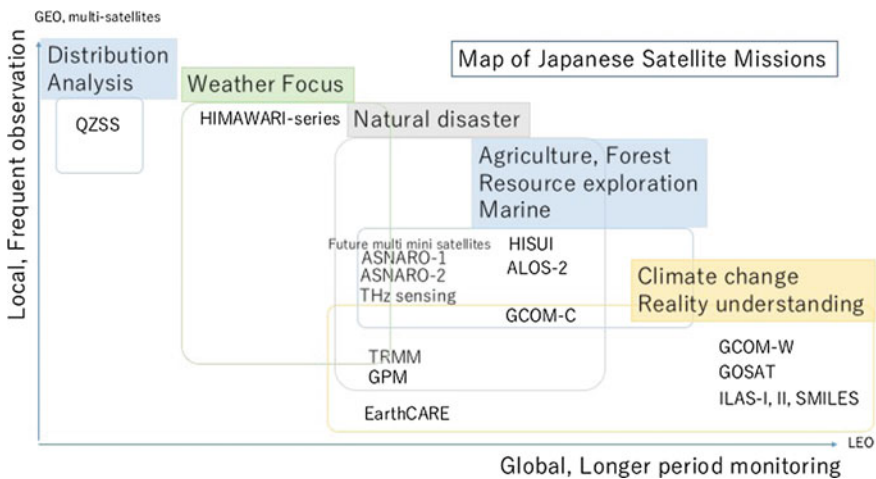 GEO, multi-satellites
Distribution
Analysis
Map of Japanese Satellite Missions
Weather Focus
QZSS
HIMAWARI-series
Natural disaster
Agriculture, Forest
Resource exploration
Marine
Local, Frequent observation
Future multi mini satellites
ASNARO-1
ASNARO-2
THz sensing
HISUI
ALOS-2
GCOM-C
Climate change
Reality understanding
TRMM
GPM
EarthCARE
GCOM-W
GOSAT
ILAS-I, II, SMILES
LEO
Global, Longer period monitoring